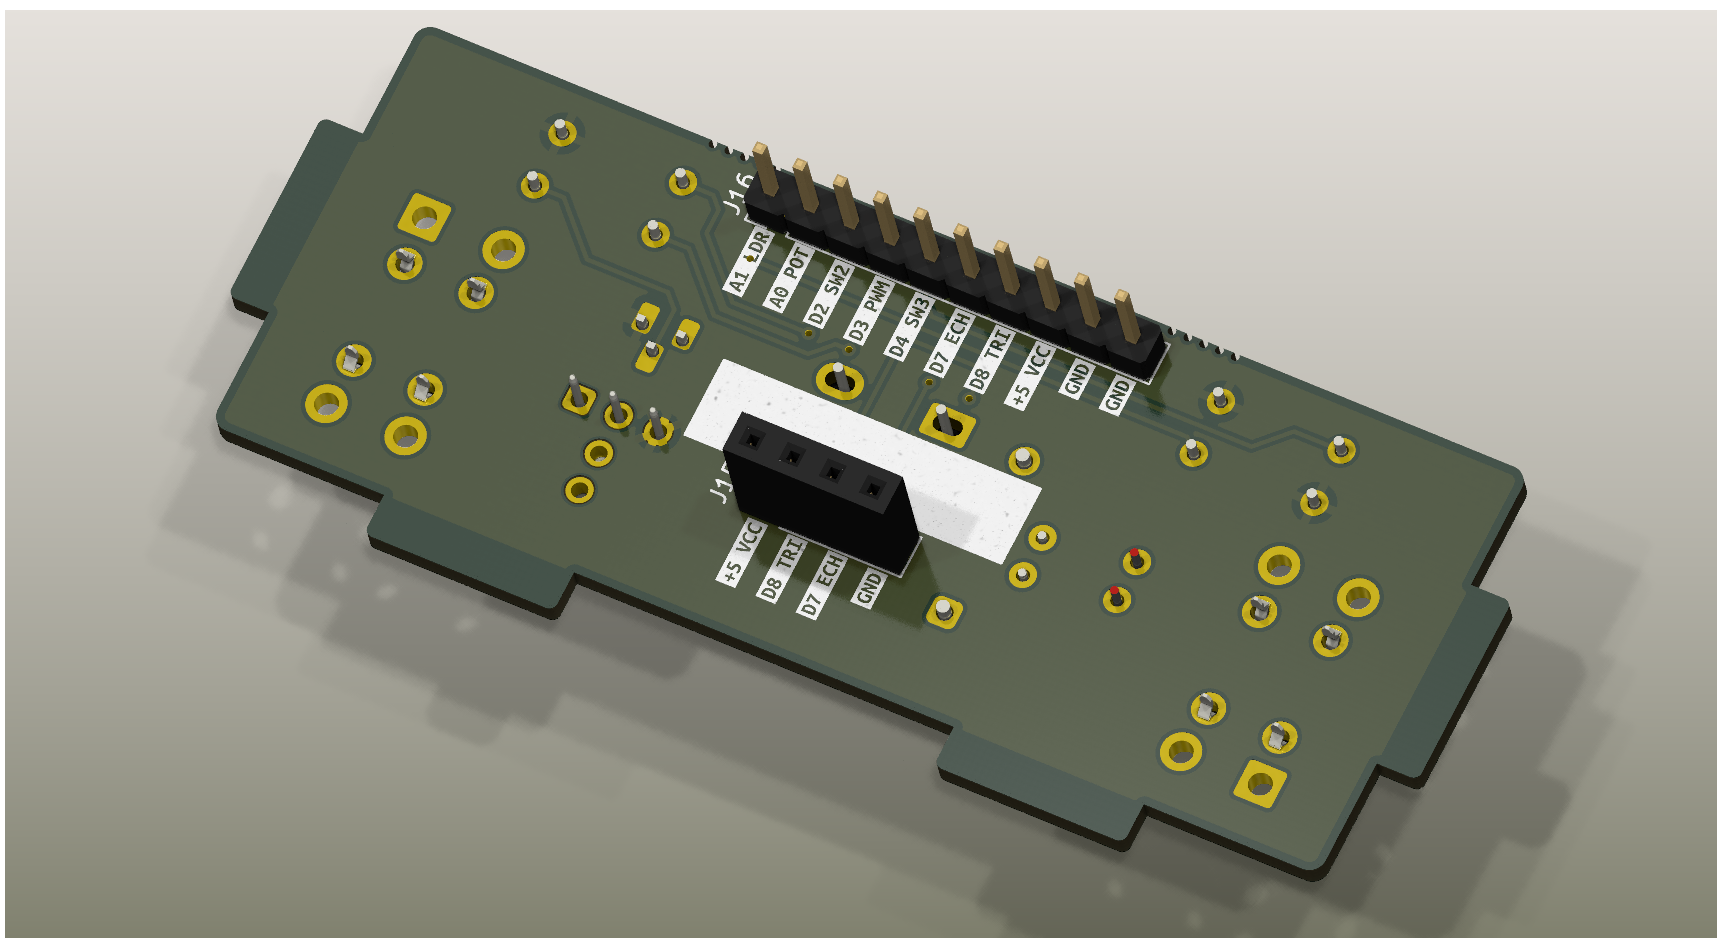 J16
A1 LDR
A0 POT
D2 SW2
D3 PWM
D4 SW3
D7 ECH
D8 TRI
+5 VCC
GND
GND
+5 VCC
D8 TRI
D7 ECH
GND